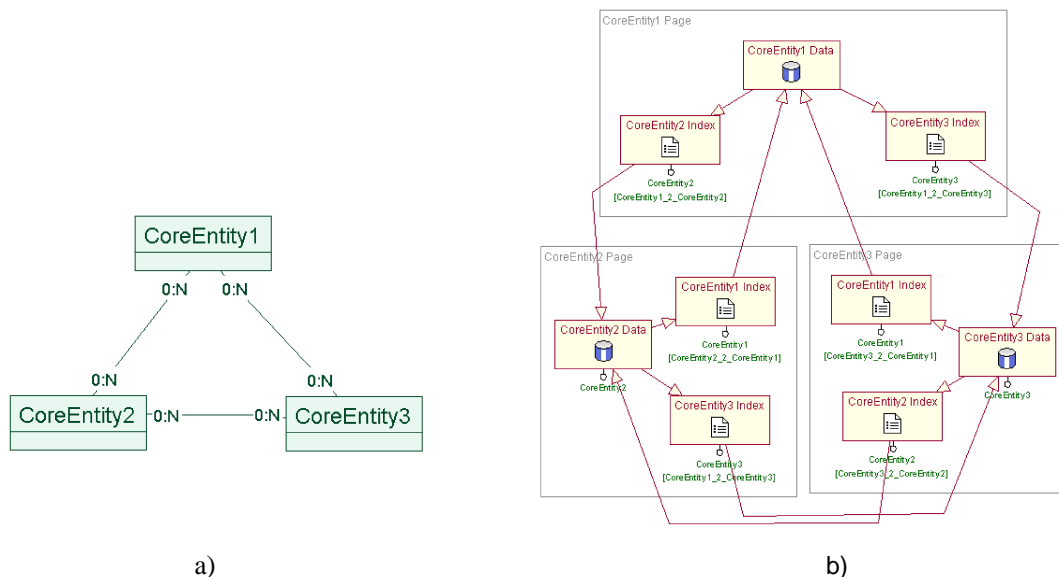 CoreEntity1
0:N
0:N
0:N
0:N
CoreEntity2
0:N
0:N
CoreEntity3
a)
CoreEntity1 Page
CoreEntity1 Data
CoreEntity2 Index
CoreEntity2
[CoreEntity1_2_CoreEntity2]
CoreEntity3 Index
CoreEntity3
[CoreEntity1_2_CoreEntity3]
CoreEntity2 Page
CoreEntity1 Index
CoreEntity1
[CoreEntity2_2_CoreEntity1]
CoreEntity2 Data
CoreEntity2
CoreEntity3 Index
CoreEntity3
[CoreEntity1_2_CoreEntity3]
CoreEntity3 Page
CoreEntity1 Index
CoreEntity1
[CoreEntity3_2_CoreEntity1]
CoreEntity3 Data
CoreEntity3
CoreEntity2 Index
CoreEntity2
[CoreEntity3_2_CoreEntity2]
b)